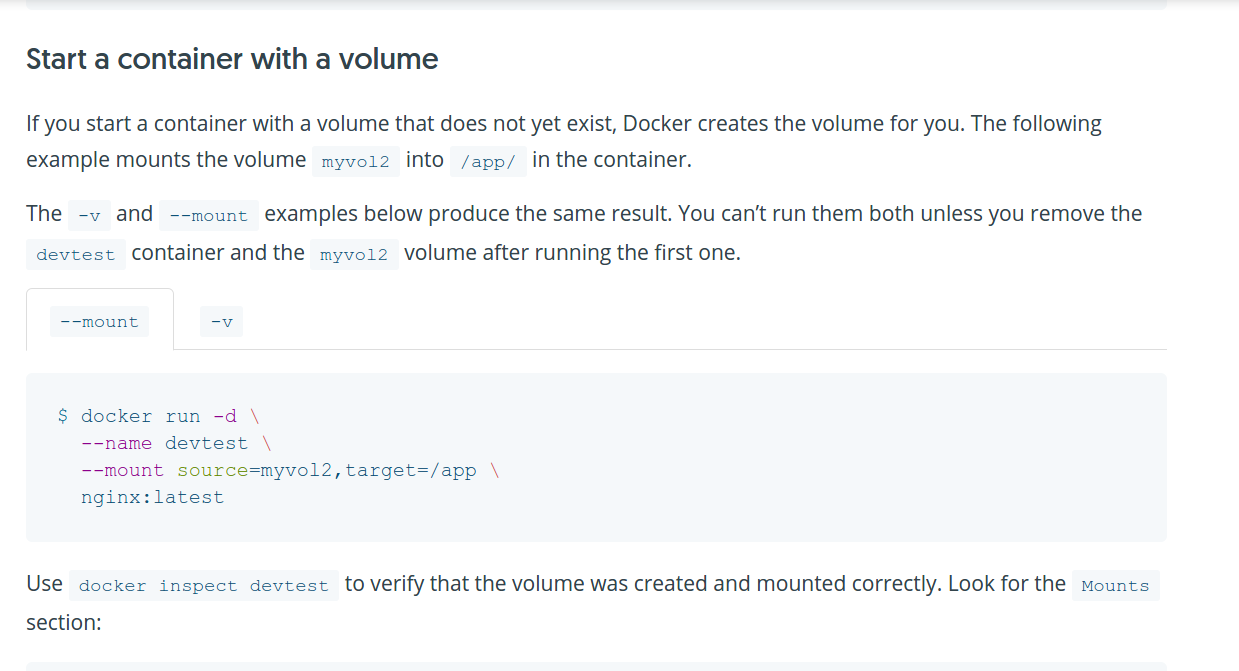 Start a container with a volume
If you start a container with a volume that does not yet exist, Docker creates the volume for you. The following
example mounts the volume myvol2 into /app/ in the container.
The -v and --mount examples below produce the same result. You can’t run them both unless you remove the
devtest container and the myvol2 volume after running the first one.
--mount -v
$ docker run -d \
--name devtest \
--mount source=myvol2,target=/app \
nginx:latest
Use docker inspect devtest to verify that the volume was created and mounted correctly. Look for the Mounts
section: